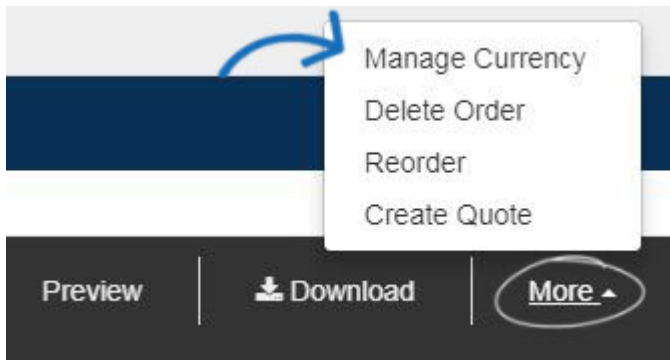 Manage Currency
Delete Order
Reorder
Create Quote
Preview Download More